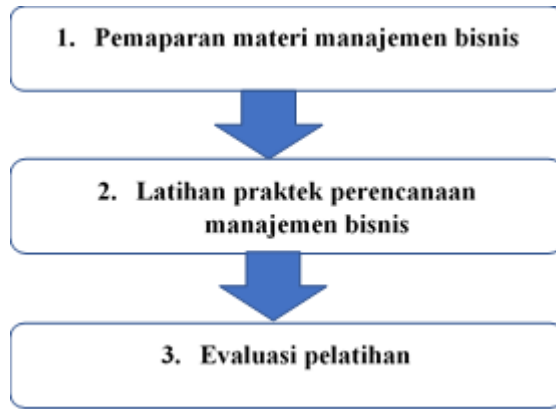 1. Pemaparan materi manajemen bisnis
2. Latihan praktek perencanaan
manajemen bisnis
3. Evaluasi pelatihan